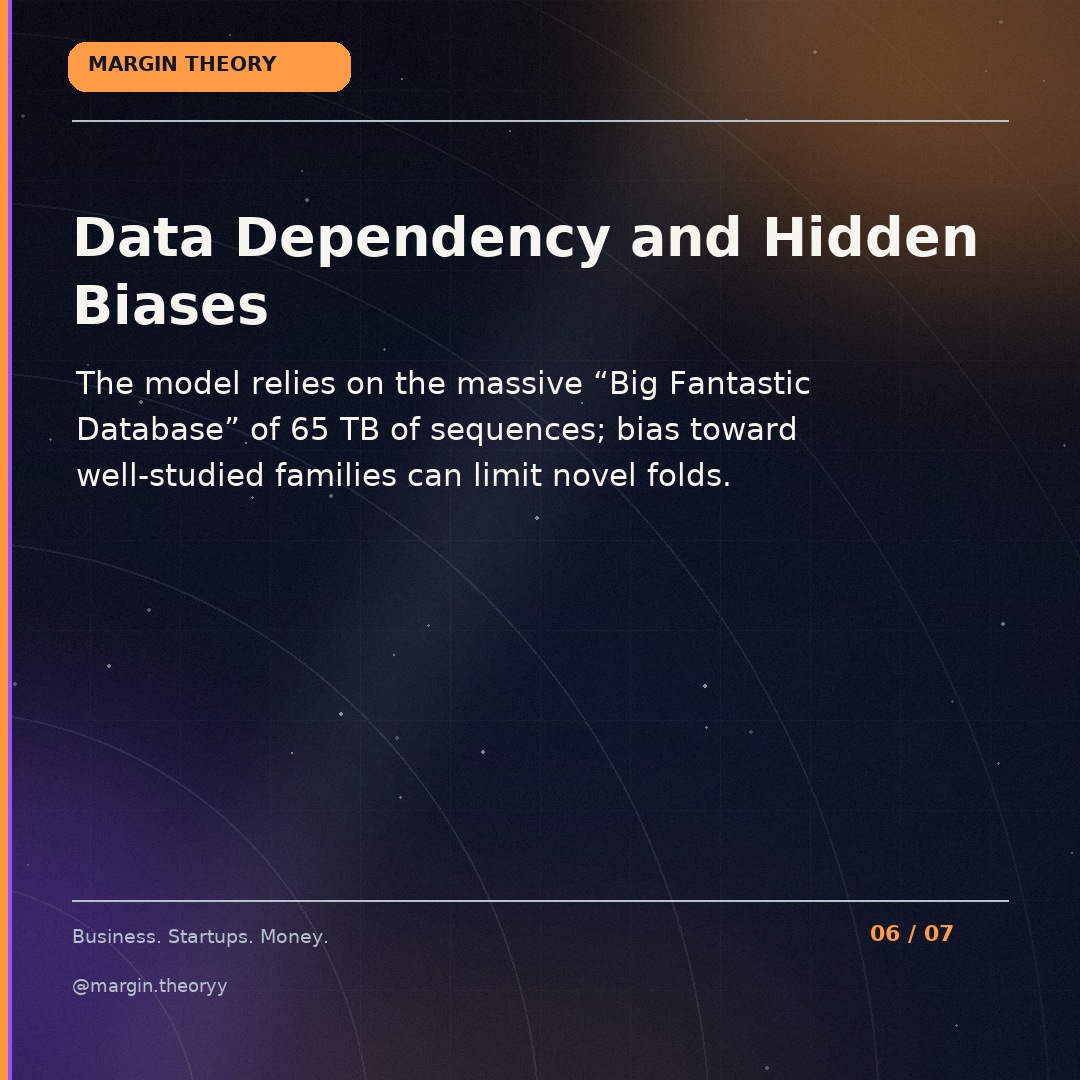 MARGIN THEORY
Data Dependency and Hidden
Biases
The model relies on the massive “Big Fantastic
Database” of 65 TB of sequences; bias toward
well-studied families can limit novel folds.
Business. Startups. Money.
06 / 07
@margin.theoryy